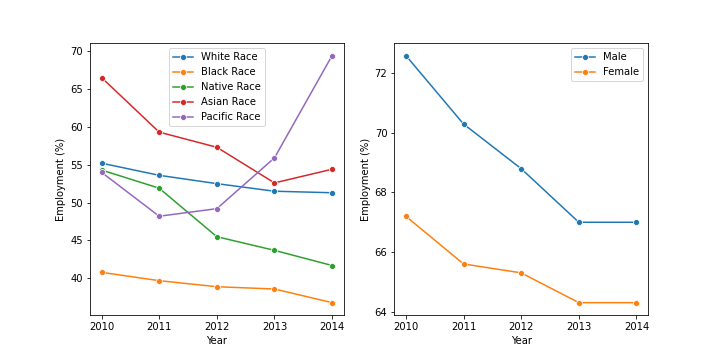 70
65
60
55
50
45
40
Employment (%)
2010 2011 2012 2013 2014
Year
White Race
Black Race
Native Race
Asian Race
Pacific Race
72
70
68
66
64
Employment (%)
2010 2011 2012 2013 2014
Year
Male
Female